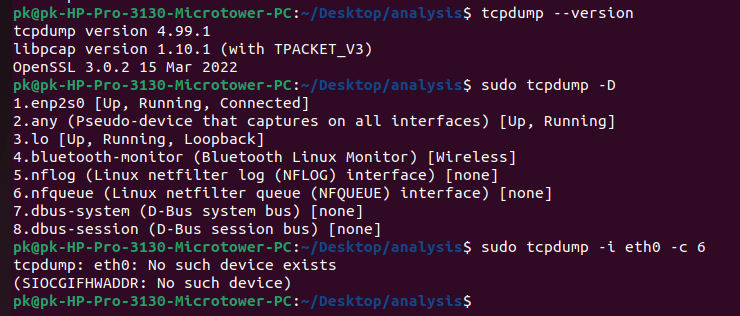 pk@pk-HP-Pro-3130-Microtower-PC:~/Desktop/analysis$ tcpdump --version
tcpdump version 4.99.1
libpcap version 1.10.1 (with TPACKET_V3)
OpenSSL 3.0.2 15 Mar 2022
pk@pk-HP-Pro-3130-Microtower-PC:~/Desktop/analysis$ sudo tcpdump -D
1.enp2s0 [Up, Running, Connected]
2.any (Pseudo-device that captures on all interfaces) [Up, Running]
3.lo [Up, Running, Loopback]
4.bluetooth-monitor (Bluetooth Linux Monitor) [Wireless]
5.nflog (Linux netfilter log (NFLOG) interface) [none]
6.nfqueue (Linux netfilter queue (NFQUEUE) interface) [none]
7.dbus-system (D-Bus system bus) [none]
8.dbus-session (D-Bus session bus) [none]
pk@pk-HP-Pro-3130-Microtower-PC:~/Desktop/analysis$ sudo tcpdump -i eth0 -c 6
tcpdump: eth0: No such device exists
(SIOCGIFHWADDR: No such device)
pk@pk-HP-Pro-3130-Microtower-PC:~/Desktop/analysis$